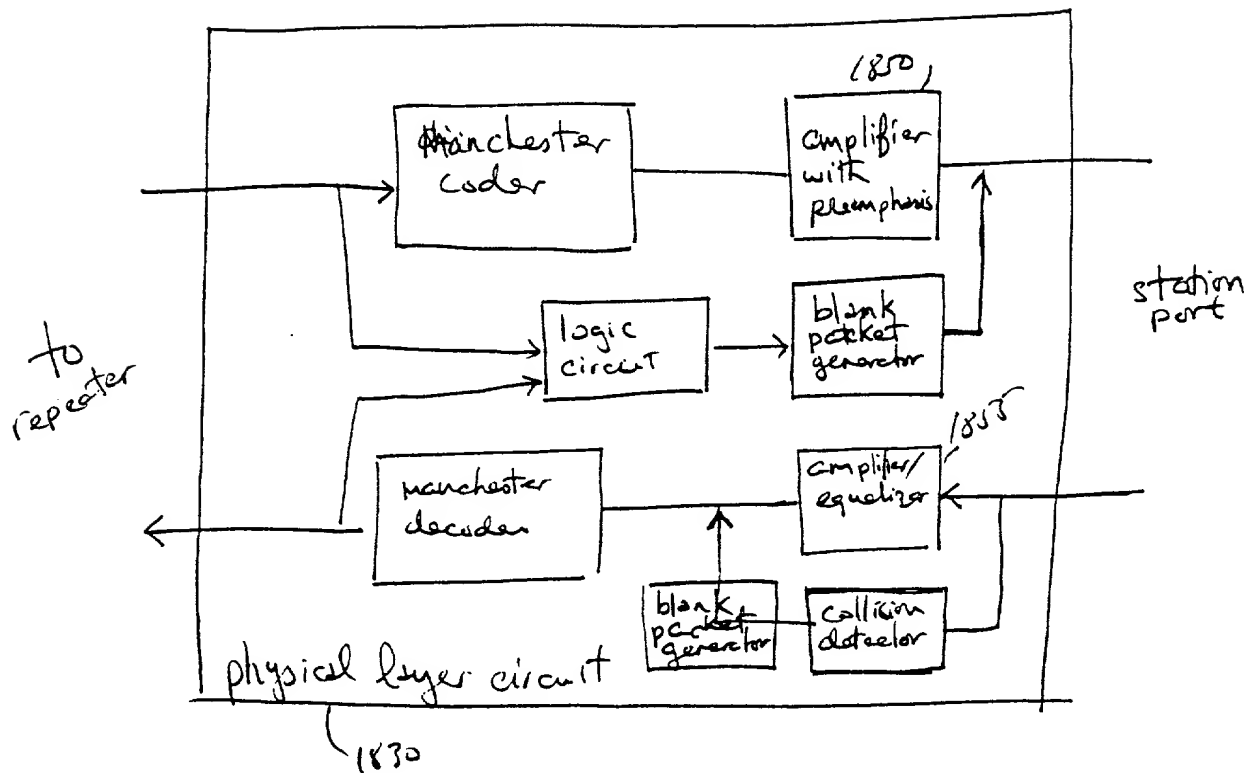 1850
Manchester
coder
amplifier
with
preemphasis
to
repeater
logic
circuit
blank
packet
generator
station
port
1855
manchester
decoder
amplifier/
equalizer
blank
packet
generator
collision
detector
physical layer circuit
1830